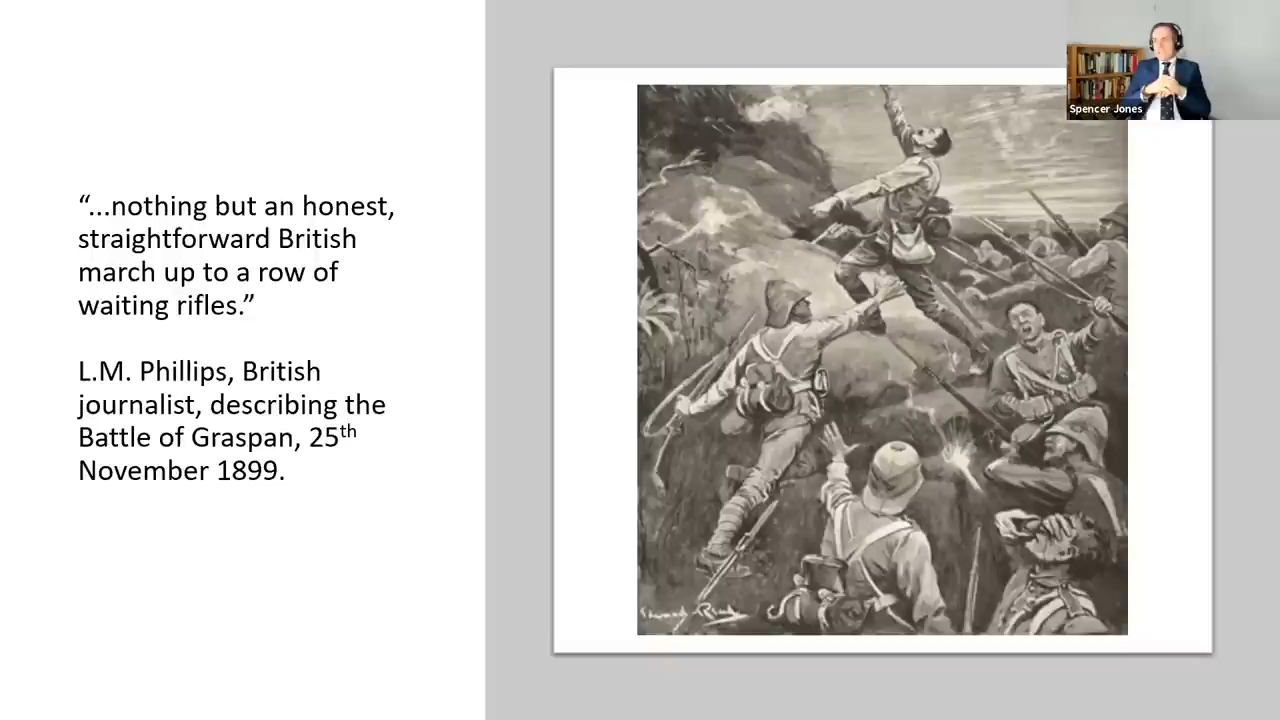 “...nothing but an honest,
straightforward British
march up to a row of
waiting rifles.”
L.M. Phillips, British
journalist, describing the
Battle of Graspan, 25th
November 1899.
Spencer Jones